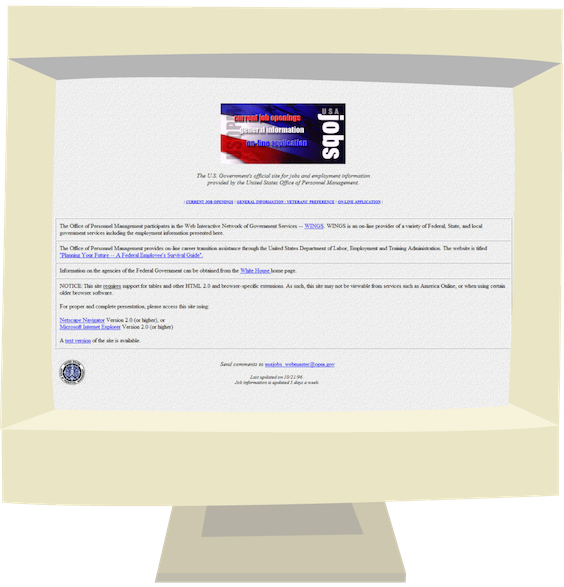 USA
jobs
USOPM
current job openings
general information
on-line application
The U.S. Government's official site for jobs and employment information
provided by the United States Office of Personnel Management.
| CURRENT JOB OPENINGS | GENERAL INFORMATION | VETERANS' PREFERENCE | ON-LINE APPLICATION |
The Office of Personnel Management participates in the Web Interactive Network of Government Services -- WINGS. WINGS is an on-line provider of a variety of Federal, State, and local
government services including the employment information presented here.
The Office of Personnel Management provides on-line career transition assistance through the United States Department of Labor, Employment and Training Administration. The website is titled
"Planning Your Future -- A Federal Employee's Survival Guide".
Information on the agencies of the Federal Government can be obtained from the White House home page.
NOTICE: This site requires support for tables and other HTML 2.0 and browser-specific extensions. As such, this site may not be viewable from services such as America Online, or when using certain
older browser software.
For proper and complete presentation, please access this site using:
Netscape Navigator Version 2.0 (or higher), or
Microsoft Internet Explorer Version 2.0 (or higher)
A text version of the site is available.
Send comments to usajobs_webmaster@opm.gov
Last updated on 10/21/96
Job information is updated 5 days a week.